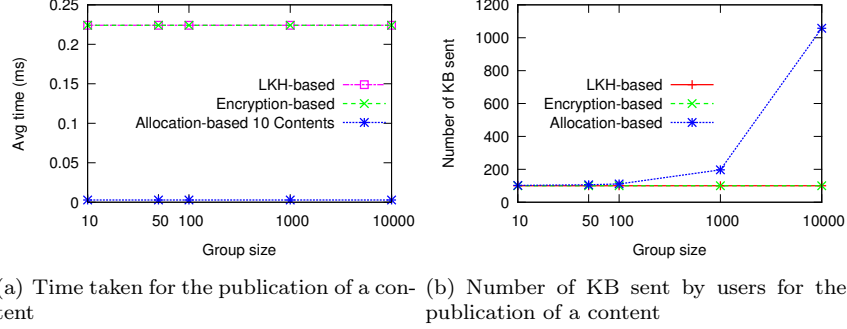 0.25
0.2
0.15
0.1
0.05
0
10 50 100 1000 10000
Avg time (ms)
Group size
LKH-based
Encryption-based
Allocation-based 10 Contents
1200
1000
800
600
400
200
0
10 50 100 1000 10000
Number of KB sent
Group size
LKH-based
Encryption-based
Allocation-based
(a) Time taken for the publication of a con-
tent
(b) Number of KB sent by users for the
publication of a content